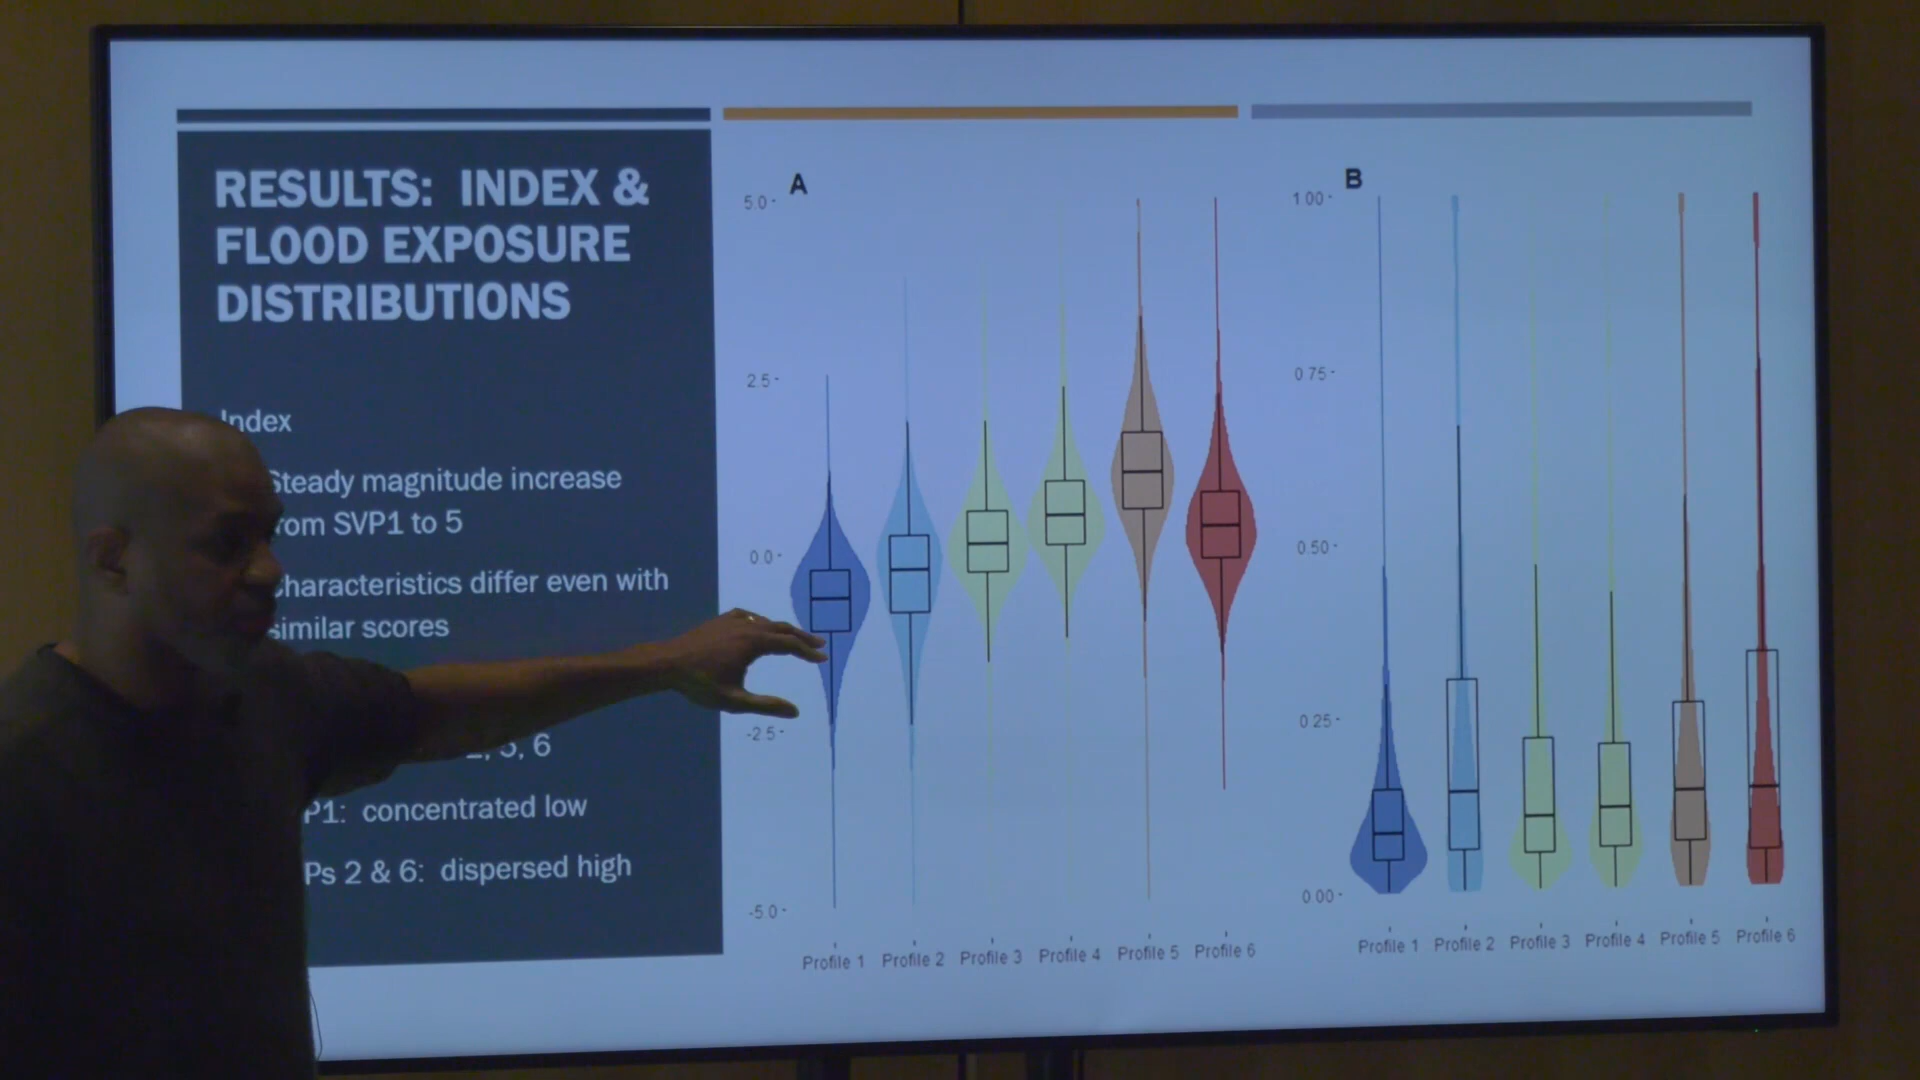 RESULTS: INDEX &
FLOOD EXPOSURE
DISTRIBUTIONS
Index
Steady magnitude increase
from SVP1 to 5
Characteristics differ even with
similar scores
5, 6
P1: concentrated low
Ps 2 & 6: dispersed high
A
5.0
2.5
0.0
-2.5
-5.0
Profile 1 Profile 2 Profile 3 Profile 4 Profile 5 Profile 6
B
1.00
0.75
0.50
0.25
0.00
Profile 1 Profile 2 Profile 3 Profile 4 Profile 5 Profile 6